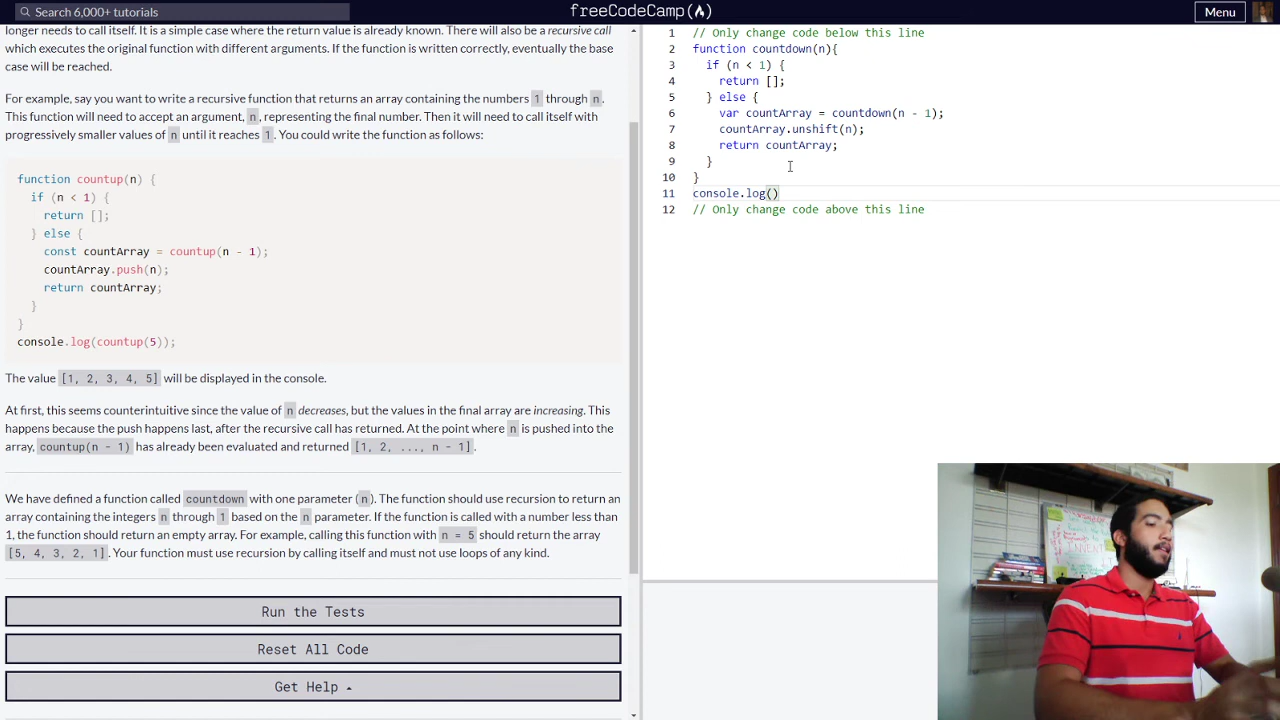 Search 6,000+ tutorials
freeCodeCamp
Menu
longer needs to call itself. It is a simple case where the return value is already known. There will also be a recursive call
which executes the original function with different arguments. If the function is written correctly, eventually the base
case will be reached.
For example, say you want to write a recursive function that returns an array containing the numbers 1 through n.
This function will need to accept an argument, n, representing the final number. Then it will need to call itself with
progressively smaller values of n until it reaches 1. You could write the function as follows:
function countup(n) {
if (n < 1) {
return [];
} else {
const countArray = countup(n - 1);
countArray.push(n);
return countArray;
}
}
console.log(countup(5));
The value [1, 2, 3, 4, 5] will be displayed in the console.
At first, this seems counterintuitive since the value of n decreases, but the values in the final array are increasing. This
happens because the push happens last, after the recursive call has returned. At the point where n is pushed into the
array, countup(n - 1) has already been evaluated and returned [1, 2, ..., n - 1].
We have defined a function called countdown with one parameter (n). The function should use recursion to return an
array containing the integers n through 1 based on the n parameter. If the function is called with a number less than
1, the function should return an empty array. For example, calling this function with n = 5 should return the array
[5, 4, 3, 2, 1]. Your function must use recursion by calling itself and must not use loops of any kind.
Run the Tests
Reset All Code
Get Help
1 // Only change code below this line
2 function countdown(n){
3 if (n < 1) {
4 return [];
5 } else {
6 var countArray = countdown(n - 1);
7 countArray.unshift(n);
8 return countArray;
9 }
10 }
11 console.log()
12 // Only change code above this line
INVENT